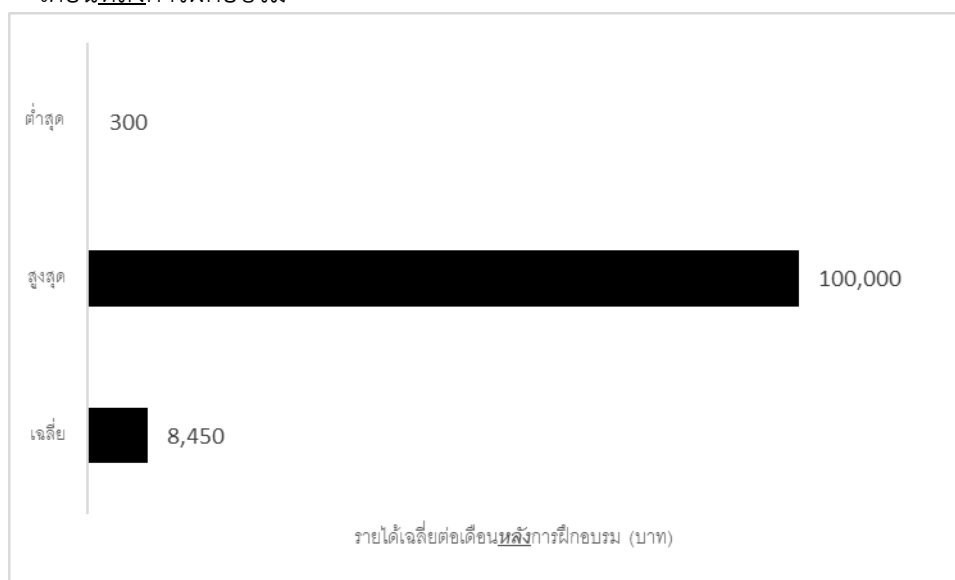 ต่ำสุด
300
สูงสุด
100,000
เฉลี่ย
8,450
รายได้เฉลี่ยต่อเดือนหลังการฝึกอบรม (บาท)